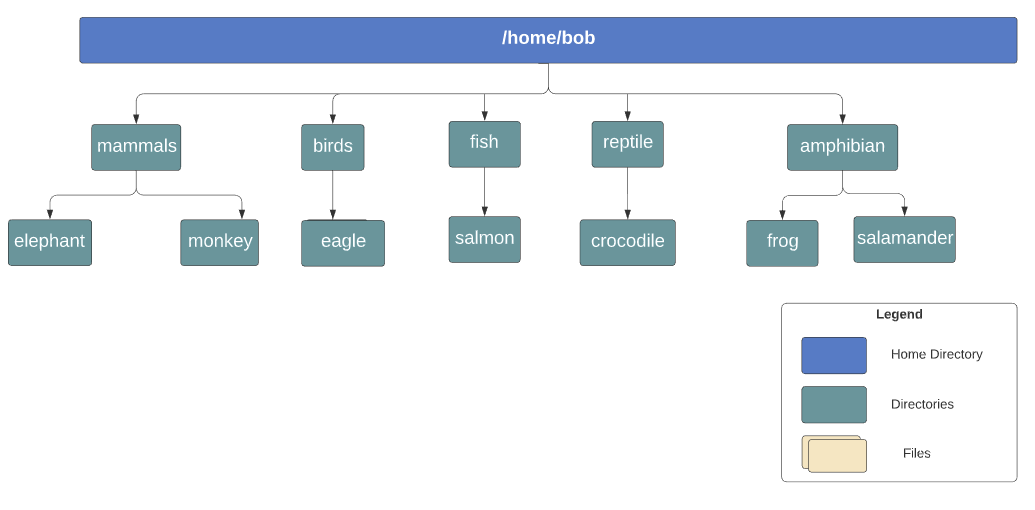 /home/bob
mammals
birds
fish
reptile
amphibian
elephant
monkey
eagle
salmon
crocodile
frog
salamander
Legend
Home Directory
Directories
Files